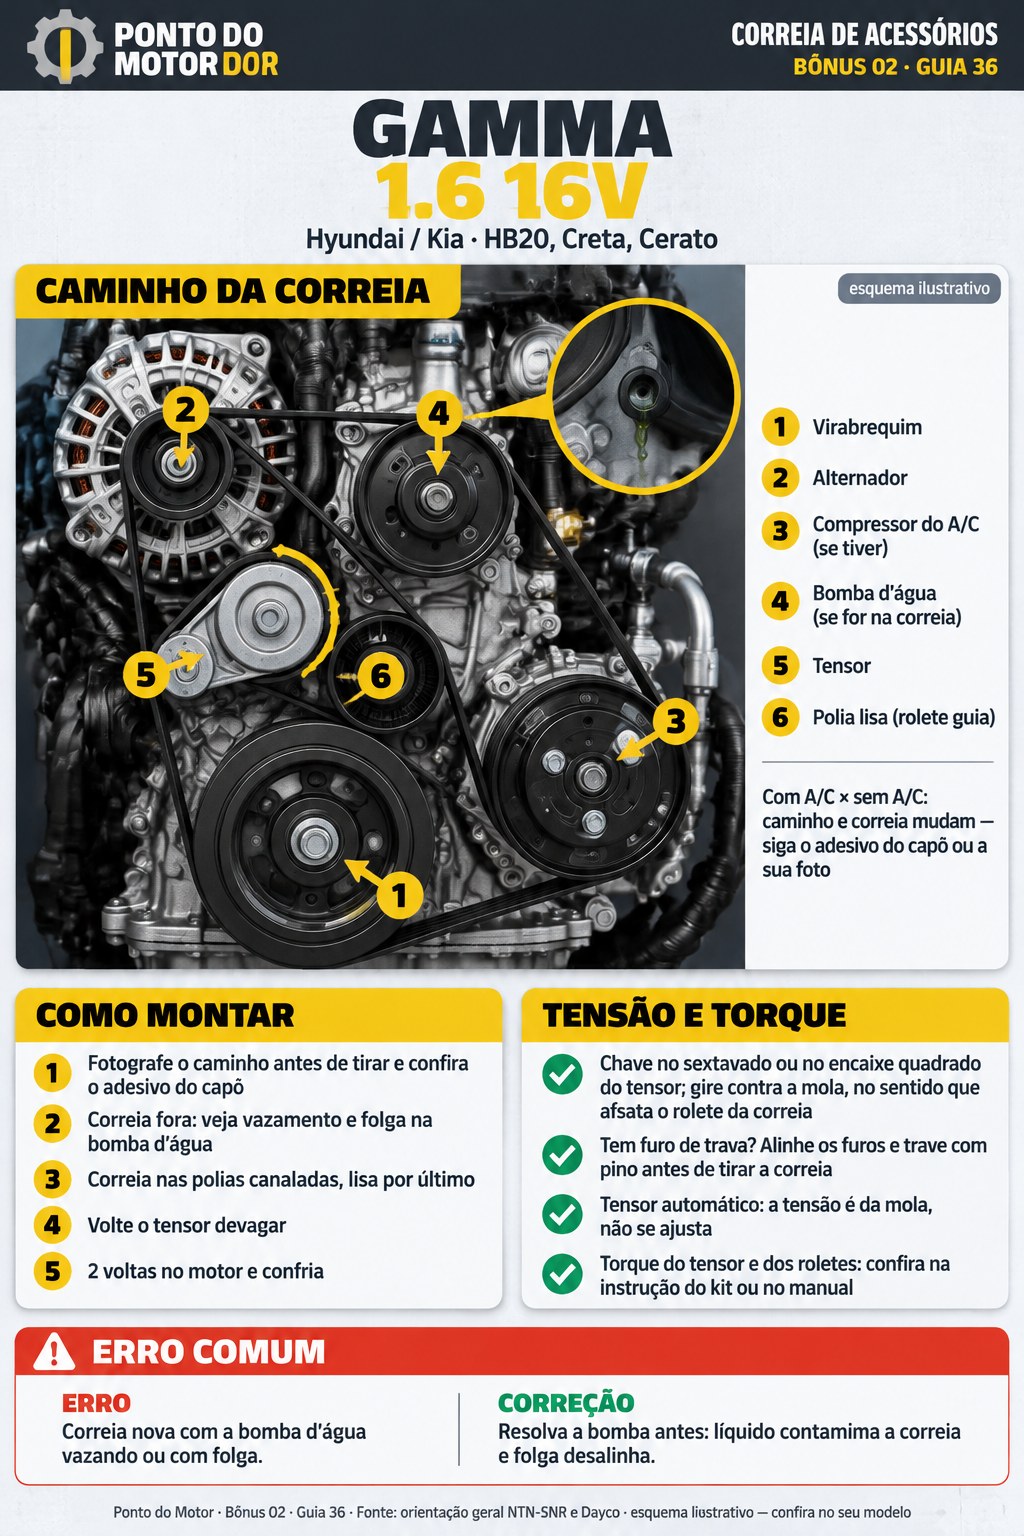 PONTO DO
MOTOR DOR
CORREIA DE ACESSÓRIOS
BÔNUS 02 · GUIA 36
GAMMA
1.6 16V
Hyundai / Kia · HB20, Creta, Cerato
CAMINHO DA CORREIA
esquema ilustrativo
2
4
5
6
3
1
1 Virabrequim
2 Alternador
3 Compressor do A/C
(se tiver)
4 Bomba d'água
(se for na correia)
5 Tensor
6 Polia lisa (rolete guia)
Com A/C × sem A/C:
caminho e correia mudam —
siga o adesivo do capô ou a
sua foto
COMO MONTAR
1 Fotografe o caminho antes de tirar e confira
o adesivo do capô
2 Correia fora: veja vazamento e folga na
bomba d'água
3 Correia nas polias canaladas, lisa por último
4 Volte o tensor devagar
5 2 voltas no motor e confria
TENSÃO E TORQUE
Chave no sextavado ou no encaixe quadrado
do tensor; gire contra a mola, no sentido que
afsata o rolete da correia
Tem furo de trava? Alinhe os furos e trave com
pino antes de tirar a correia
Tensor automático: a tensão é da mola,
não se ajusta
Torque do tensor e dos roletes: confira na
instrução do kit ou no manual
ERRO COMUM
ERRO
Correia nova com a bomba d'água
vazando ou com folga.
CORREÇÃO
Resolva a bomba antes: líquido contamima a correia
e folga desalinha.
Ponto do Motor · Bônus 02 · Guia 36 · Fonte: orientação geral NTN-SNR e Dayco · esquema liustrativo — confira no seu modelo